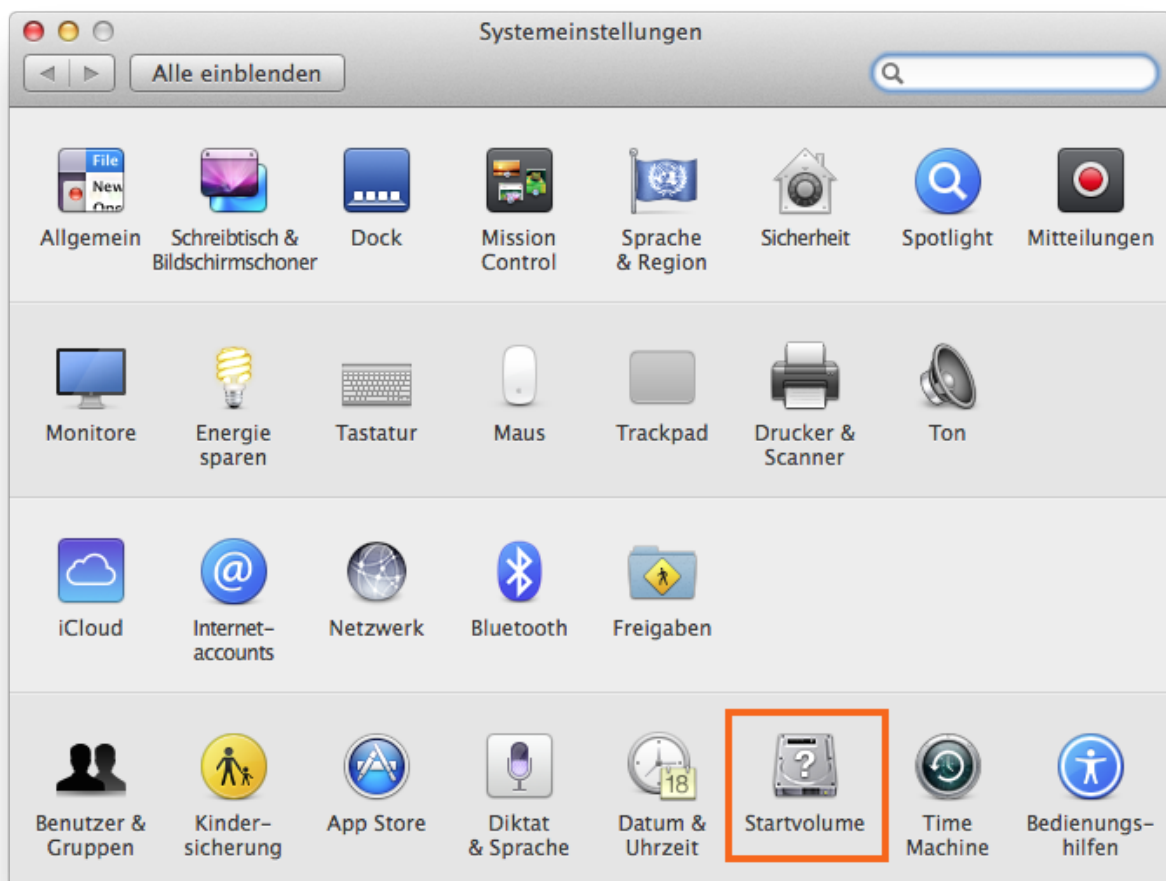 Systemeinstellungen
Alle einblenden
File
New
Ope
Allgemein
Schreibtisch &
Bildschirmschoner
Dock
Mission
Control
Sprache
& Region
Sicherheit
Spotlight
Mitteilungen
Monitore
Energie
sparen
Tastatur
Maus
Trackpad
Drucker &
Scanner
Ton
iCloud
@
Internet-
accounts
Netzwerk
Bluetooth
Freigaben
Benutzer &
Gruppen
Kinder-
sicherung
App Store
Diktat
& Sprache
18
Datum &
Uhrzeit
?
Startvolume
Time
Machine
Bedienungs-
hilfen